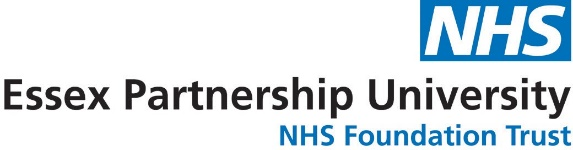 NHS
Essex Partnership University
NHS Foundation Trust